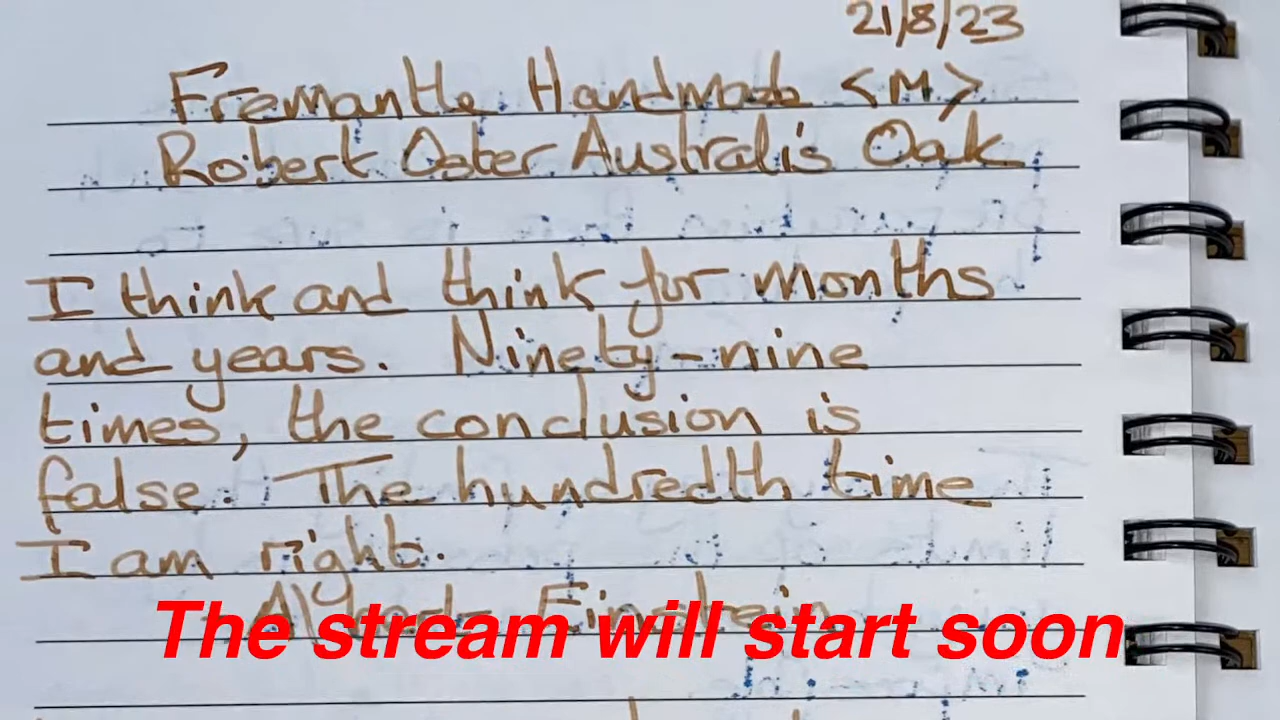 21/8/23
Fremantle Handmade <M>
Robert Oster Australis Oak
I think and think for months
and years. Ninety-nine
times, the conclusion is
false. The hundredth time
I am right.
Einstein
The stream will start soon